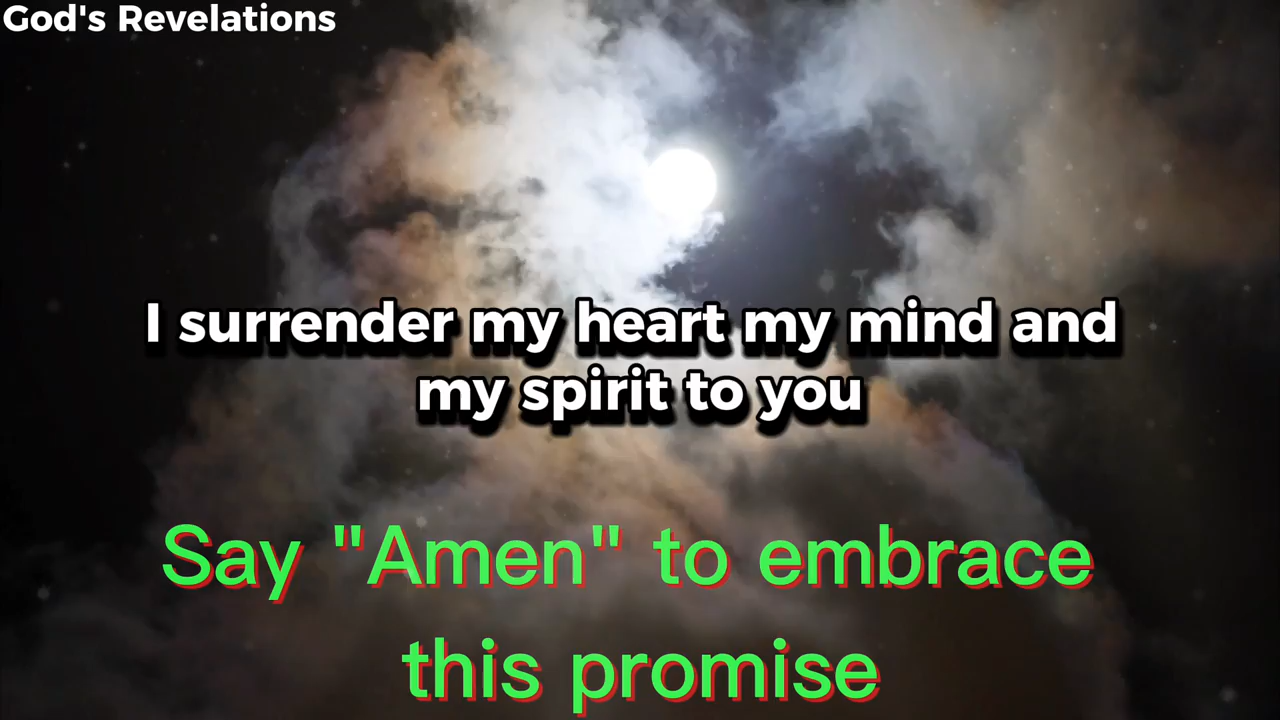 God's Revelations
I surrender my heart my mind and
my spirit to you
Say "Amen" to embrace
this promise